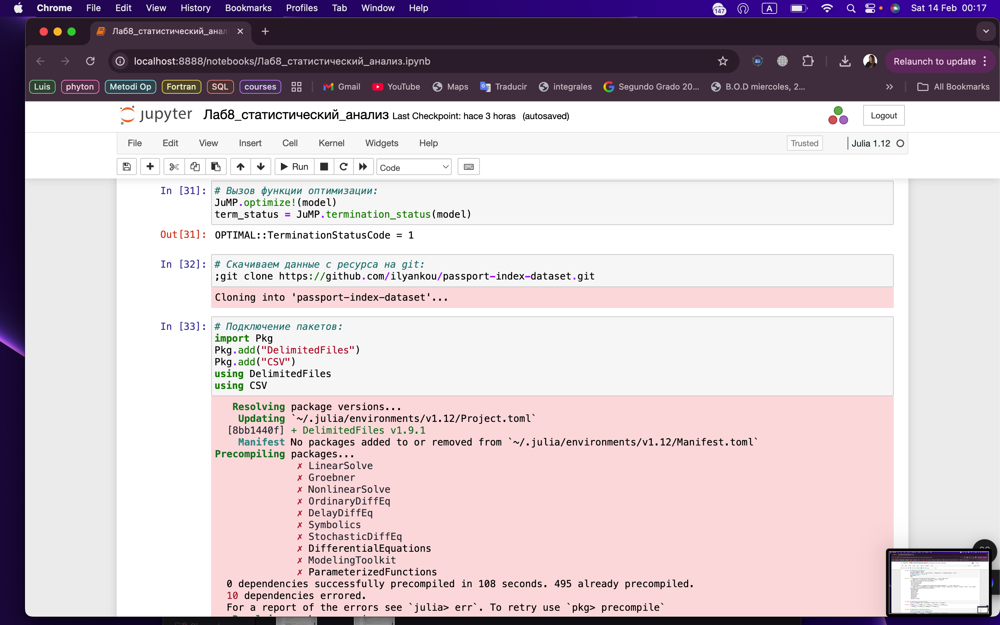 Chrome File Edit View History Bookmarks Profiles Tab Window Help 147 A Sat 14 Feb 00:17
Лаб8_статистический_анал
localhost:8888/notebooks/Лаб8_статистический_анализ.ipynb Relaunch to update
Luis phyton Metodi Op Fortran SQL courses Gmail YouTube Maps Traducir integrales Segundo Grado 20... B.O.D miercoles, 2... All Bookmarks
jupyter Лаб8_статистический_анализ Last Checkpoint: hace 3 horas (autosaved) Logout
File Edit View Insert Cell Kernel Widgets Help Trusted Julia 1.12
Run Code
In [31]: # Вызов функции оптимизации:
JuMP.optimize!(model)
term_status = JuMP.termination_status(model)
Out[31]: OPTIMAL::TerminationStatusCode = 1
In [32]: # Скачиваем данные с ресурса на git:
;git clone https://github.com/ilyankou/passport-index-dataset.git
Cloning into 'passport-index-dataset'...
In [33]: # Подключение пакетов:
import Pkg
Pkg.add("DelimitedFiles")
Pkg.add("CSV")
using DelimitedFiles
using CSV
Resolving package versions...
Updating `~/.julia/environments/v1.12/Project.toml`
[8bb1440f] + DelimitedFiles v1.9.1
Manifest No packages added to or removed from `~/.julia/environments/v1.12/Manifest.toml`
Precompiling packages...
✗ LinearSolve
✗ Groebner
✗ NonlinearSolve
✗ OrdinaryDiffEq
✗ DelayDiffEq
✗ Symbolics
✗ StochasticDiffEq
✗ DifferentialEquations
✗ ModelingToolkit
✗ ParameterizedFunctions
0 dependencies successfully precompiled in 108 seconds. 495 already precompiled.
10 dependencies errored.
For a report of the errors see `julia> err`. To retry use `pkg> precompile`